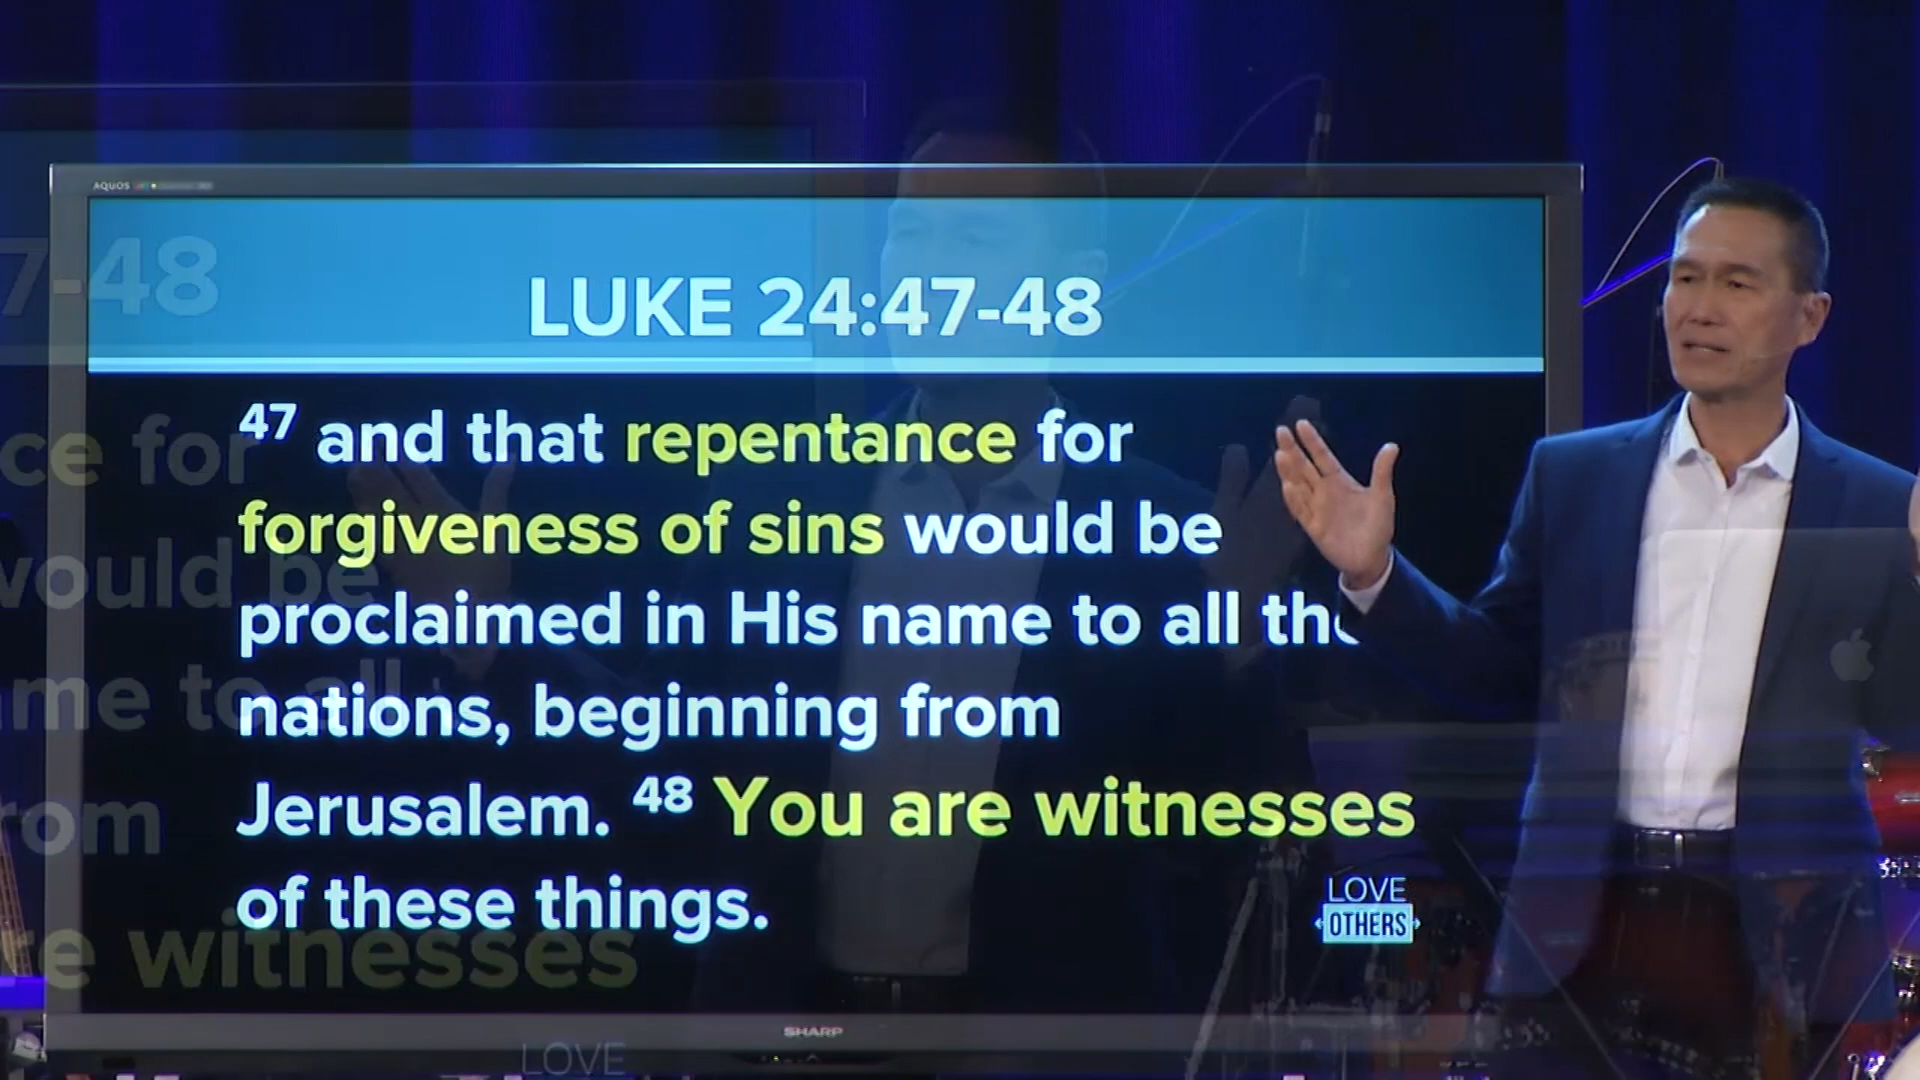 AQUOS
7-48
LUKE 24:47-48
47 and that repentance for
forgiveness of sins would be
proclaimed in His name to all the
nations, beginning from
Jerusalem. 48 You are witnesses
of these things.
LOVE
OTHERS
ce for
would be
me to all
rom
e witnesses
SHARP
LOVE